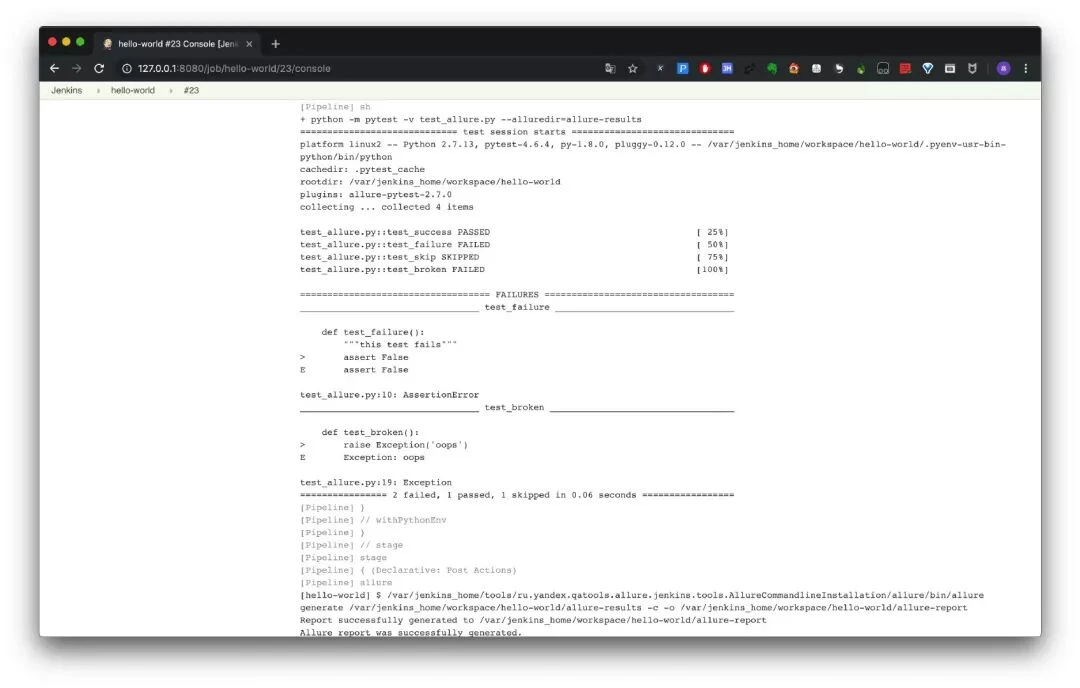 hello-world #23 Console [Jenk
127.0.0.1:8080/job/hello-world/23/console
Jenkins hello-world #23
[Pipeline] sh
+ python -m pytest -v test_allure.py --alluredir=allure-results
============================= test session starts ==============================
platform linux2 -- Python 2.7.13, pytest-4.6.4, py-1.8.0, pluggy-0.12.0 -- /var/jenkins_home/workspace/hello-world/.pyenv-usr-bin-
python/bin/python
cachedir: .pytest_cache
rootdir: /var/jenkins_home/workspace/hello-world
plugins: allure-pytest-2.7.0
collecting ... collected 4 items
test_allure.py::test_success PASSED [ 25%]
test_allure.py::test_failure FAILED [ 50%]
test_allure.py::test_skip SKIPPED [ 75%]
test_allure.py::test_broken FAILED [100%]
=================================== FAILURES ===================================
_________________________________ test_failure _________________________________
def test_failure():
"""this test fails"""
> assert False
E assert False
test_allure.py:10: AssertionError
_________________________________ test_broken __________________________________
def test_broken():
> raise Exception('oops')
E Exception: oops
test_allure.py:19: Exception
================ 2 failed, 1 passed, 1 skipped in 0.06 seconds =================
[Pipeline] }
[Pipeline] // withPythonEnv
[Pipeline] }
[Pipeline] // stage
[Pipeline] stage
[Pipeline] { (Declarative: Post Actions)
[Pipeline] allure
[hello-world] $ /var/jenkins_home/tools/ru.yandex.qatools.allure.jenkins.tools.AllureCommandlineInstallation/allure/bin/allure
generate /var/jenkins_home/workspace/hello-world/allure-results -c -o /var/jenkins_home/workspace/hello-world/allure-report
Report successfully generated to /var/jenkins_home/workspace/hello-world/allure-report
Allure report was successfully generated.